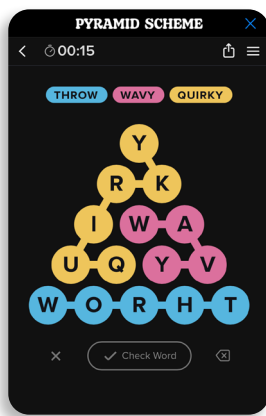 PYRAMID SCHEME
00:15
THROW WAVY QUIRKY
Y
R K
I W A
U Q Y V
W O R H T
Check Word